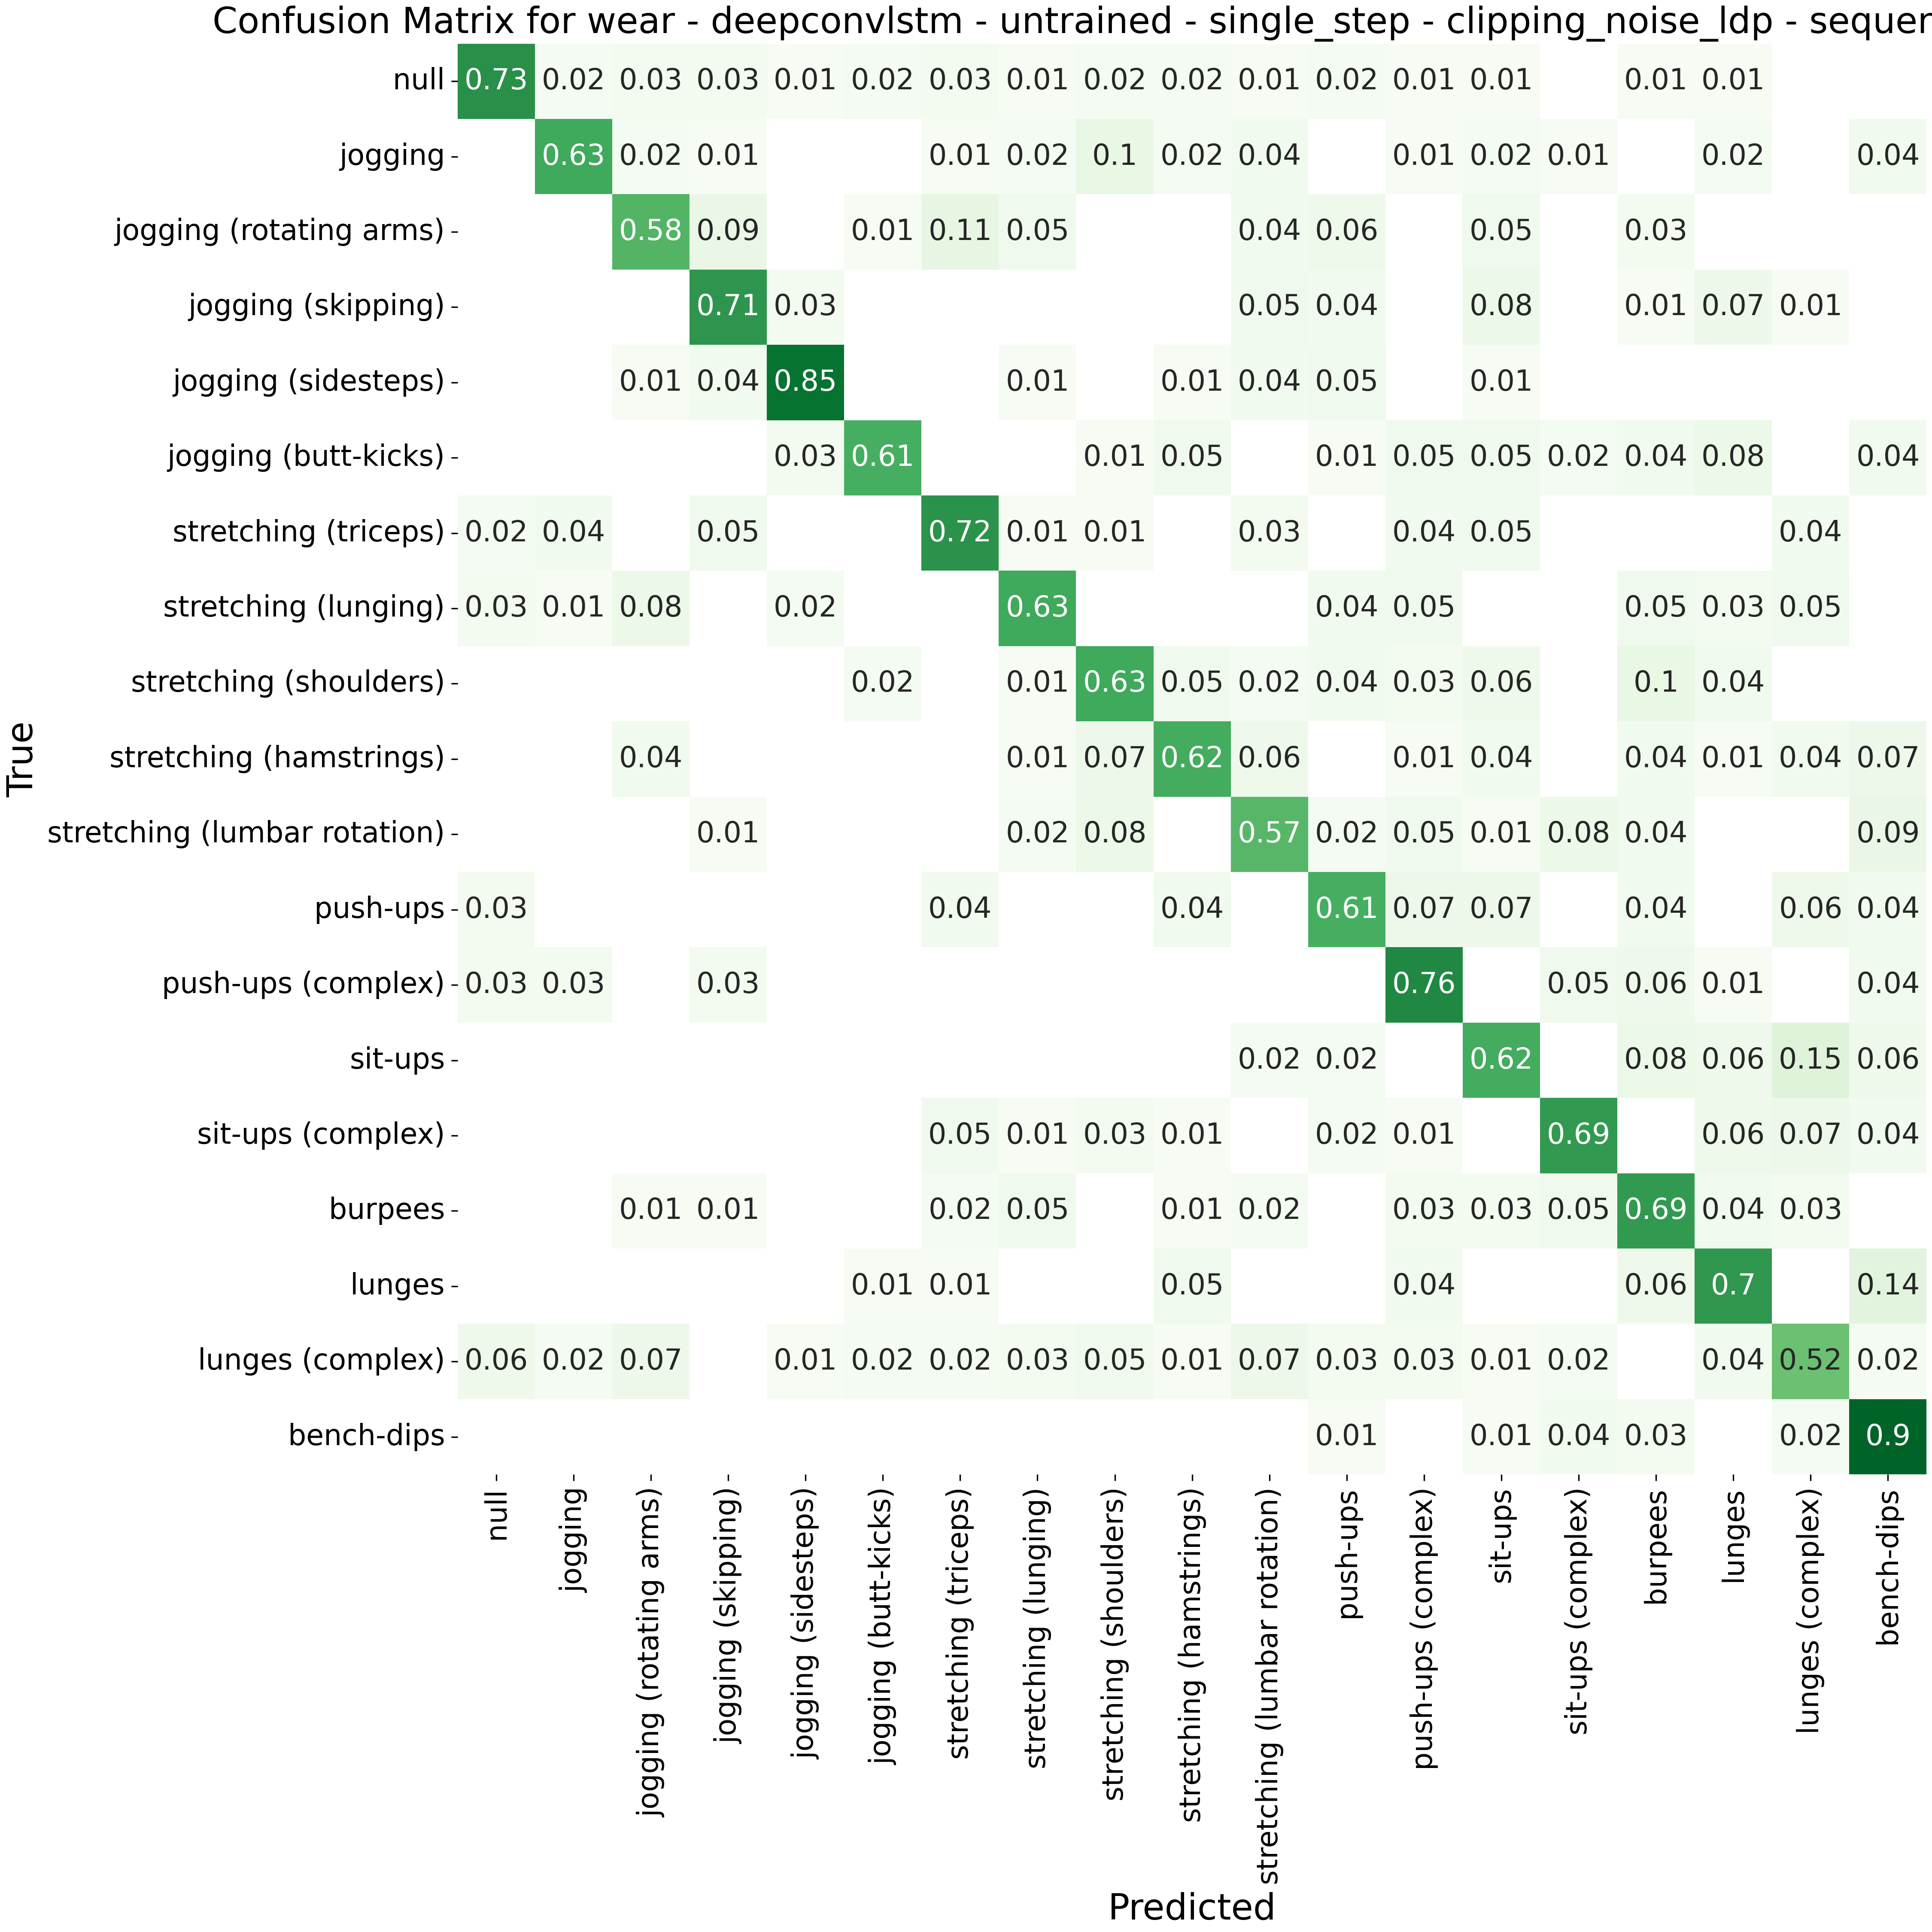 Confusion Matrix for wear - deepconvlstm - untrained - single_step - clipping_noise_ldp - sequen
null 0.73 0.02 0.03 0.03 0.01 0.02 0.03 0.01 0.02 0.02 0.01 0.02 0.01 0.01 0.01 0.01
jogging 0.63 0.02 0.01 0.01 0.02 0.1 0.02 0.04 0.01 0.02 0.01 0.02 0.04
jogging (rotating arms) 0.58 0.09 0.01 0.11 0.05 0.04 0.06 0.05 0.03
jogging (skipping) 0.71 0.03 0.05 0.04 0.08 0.01 0.07 0.01
jogging (sidesteps) 0.01 0.04 0.85 0.01 0.01 0.04 0.05 0.01
jogging (butt-kicks) 0.03 0.61 0.01 0.05 0.01 0.05 0.05 0.02 0.04 0.08 0.04
stretching (triceps) 0.02 0.04 0.05 0.72 0.01 0.01 0.03 0.04 0.05 0.04
stretching (lunging) 0.03 0.01 0.08 0.02 0.63 0.04 0.05 0.05 0.03 0.05
stretching (shoulders) 0.02 0.01 0.63 0.05 0.02 0.04 0.03 0.06 0.1 0.04
stretching (hamstrings) 0.04 0.01 0.07 0.62 0.06 0.01 0.04 0.04 0.01 0.04 0.07
stretching (lumbar rotation) 0.01 0.02 0.08 0.57 0.02 0.05 0.01 0.08 0.04 0.09
push-ups 0.03 0.04 0.04 0.61 0.07 0.07 0.04 0.06 0.04
push-ups (complex) 0.03 0.03 0.03 0.76 0.05 0.06 0.01 0.04
sit-ups 0.02 0.02 0.62 0.08 0.06 0.15 0.06
sit-ups (complex) 0.05 0.01 0.03 0.01 0.02 0.01 0.69 0.06 0.07 0.04
burpees 0.01 0.01 0.02 0.05 0.01 0.02 0.03 0.03 0.05 0.69 0.04 0.03
lunges 0.01 0.01 0.05 0.04 0.06 0.7 0.14
lunges (complex) 0.06 0.02 0.07 0.01 0.02 0.02 0.03 0.05 0.01 0.07 0.03 0.03 0.01 0.02 0.04 0.52 0.02
bench-dips 0.01 0.01 0.04 0.03 0.02 0.9
True
null
jogging
jogging (rotating arms)
jogging (skipping)
jogging (sidesteps)
jogging (butt-kicks)
stretching (triceps)
stretching (lunging)
stretching (shoulders)
stretching (hamstrings)
stretching (lumbar rotation)
push-ups
push-ups (complex)
sit-ups
sit-ups (complex)
burpees
lunges
lunges (complex)
bench-dips
Predicted